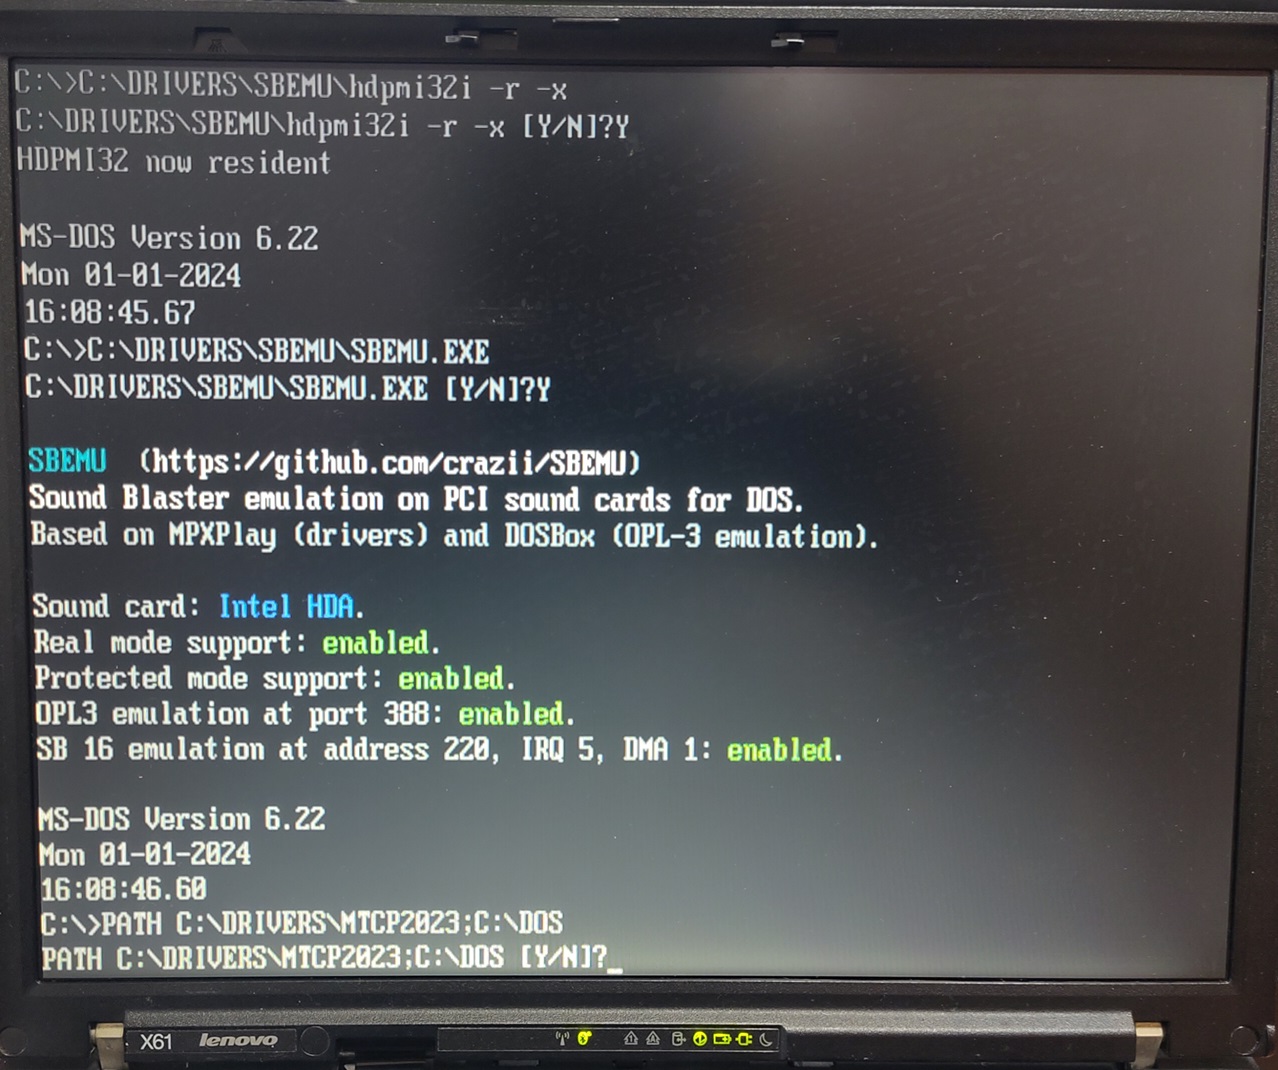 C:\>C:\DRIVERS\SBEMU\hdpmi32i -r -x
C:\DRIVERS\SBEMU\hdpmi32i -r -x [Y/N]?Y
HDPMI32 now resident
MS-DOS Version 6.22
Mon 01-01-2024
16:08:45.67
C:\>C:\DRIVERS\SBEMU\SBEMU.EXE
C:\DRIVERS\SBEMU\SBEMU.EXE [Y/N]?Y
SBEMU (https://github.com/crazii/SBEMU)
Sound Blaster emulation on PCI sound cards for DOS.
Based on MPXPlay (drivers) and DOSBox (OPL-3 emulation).
Sound card: Intel HDA.
Real mode support: enabled.
Protected mode support: enabled.
OPL3 emulation at port 388: enabled.
SB 16 emulation at address 220, IRQ 5, DMA 1: enabled.
MS-DOS Version 6.22
Mon 01-01-2024
16:08:46.60
C:\>PATH C:\DRIVERS\MTCP2023;C:\DOS
PATH C:\DRIVERS\MTCP2023;C:\DOS [Y/N]?_
X61 lenovo